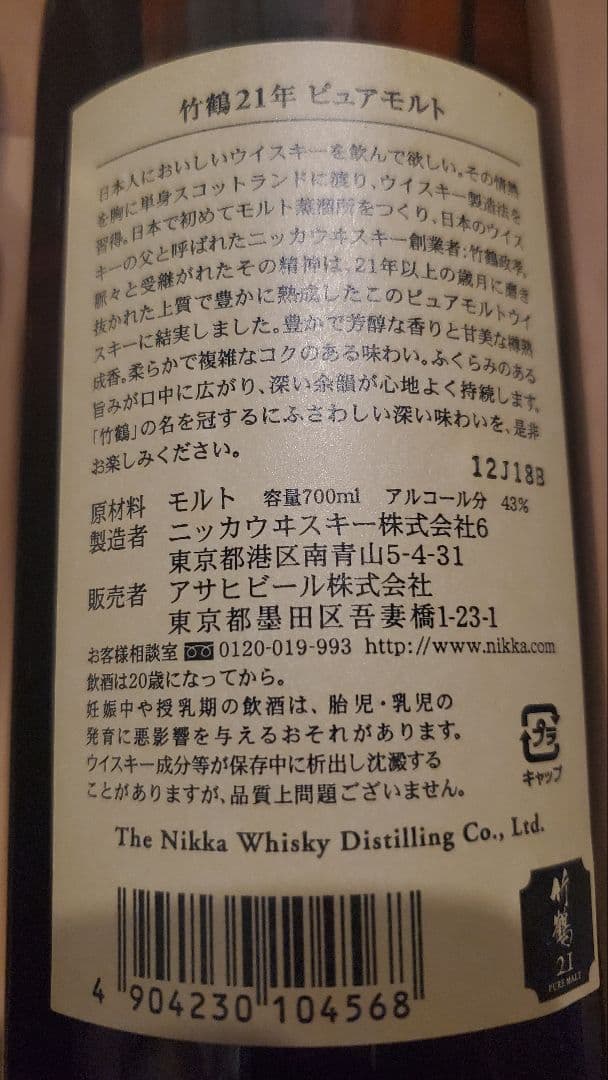 竹鶴21年 ピュアモルト
日本人においしいウイスキーを飲んで欲しい。その情熱
を胸に単身スコットランドに渡り、ウイスキー製造法を
習得。日本で初めてモルト蒸溜所をつくり、日本のウイス
キーの父と呼ばれたニッカウヰスキー創業者:竹鶴政孝。
脈々と受継がれたその精神は、21年以上の歳月に磨き
抜かれた上質で豊かに熟成したこのピュアモルトウイ
スキーに結実しました。豊かで芳醇な香りと甘美な樽熟
成香。柔らかで複雑なコクのある味わい。ふくらみのある
旨みが口中に広がり、深い余韻が心地よく持続します。
「竹鶴」の名を冠するにふさわしい深い味わいを、是非
お楽しみください。
12J18B
原材料 モルト 容量700ml アルコール分 43%
製造者 ニッカウヰスキー株式会社6
東京都港区南青山5-4-31
販売者 アサヒビール株式会社
東京都墨田区吾妻橋1-23-1
お客様相談室 0120-019-993 http://www.nikka.com
飲酒は20歳になってから。
妊娠中や授乳期の飲酒は、胎児・乳児の
発育に悪影響を与えるおそれがあります。
ウイスキー成分等が保存中に析出し沈澱する
ことがありますが、品質上問題ございません。
プラ
キャップ
The Nikka Whisky Distilling Co., Ltd.
竹鶴
21
PURE MALT
4 904230 104568